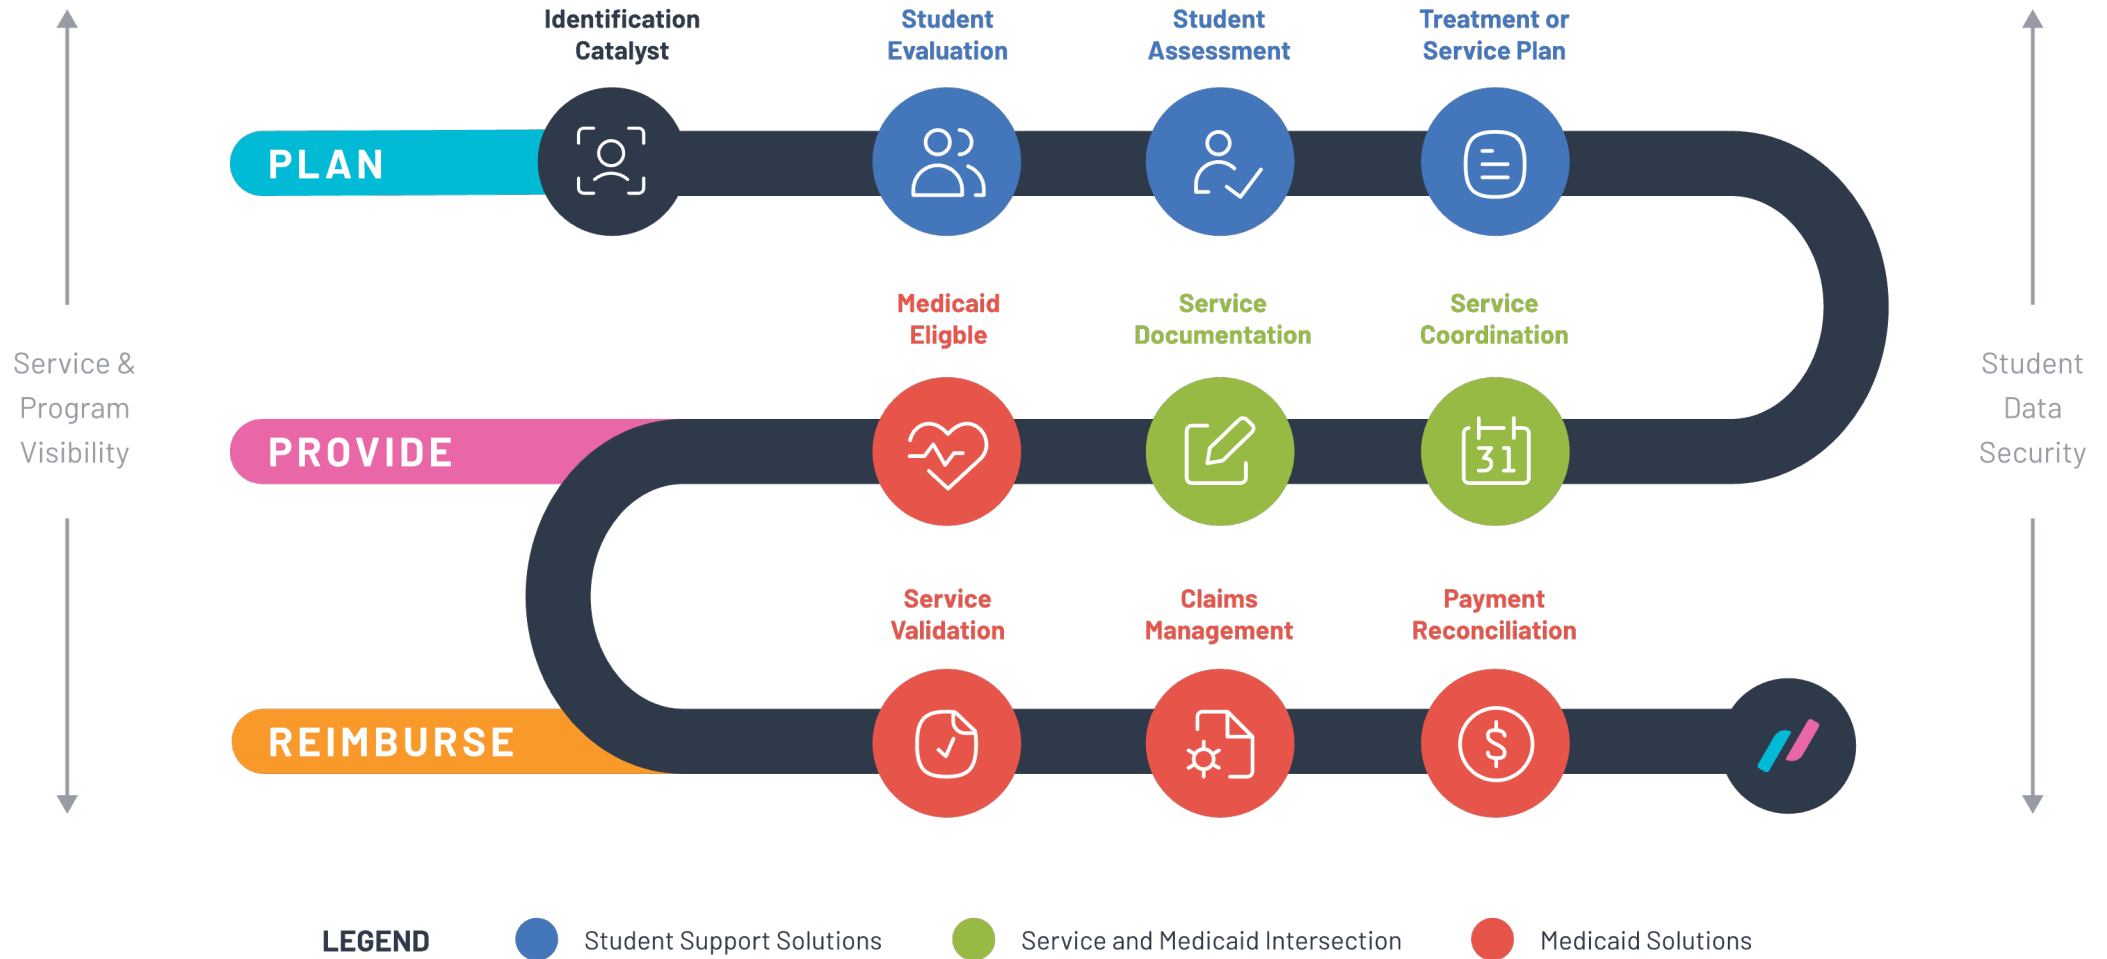 Identification
Catalyst
Student
Evaluation
Student
Assessment
Treatment or
Service Plan
PLAN
Medicaid
Eligble
Service
Documentation
Service
Coordination
Service &
Program
Visibility
Student
Data
Security
PROVIDE
31
Service
Validation
Claims
Management
Payment
Reconciliation
REIMBURSE
$
LEGEND
Student Support Solutions
Service and Medicaid Intersection
Medicaid Solutions